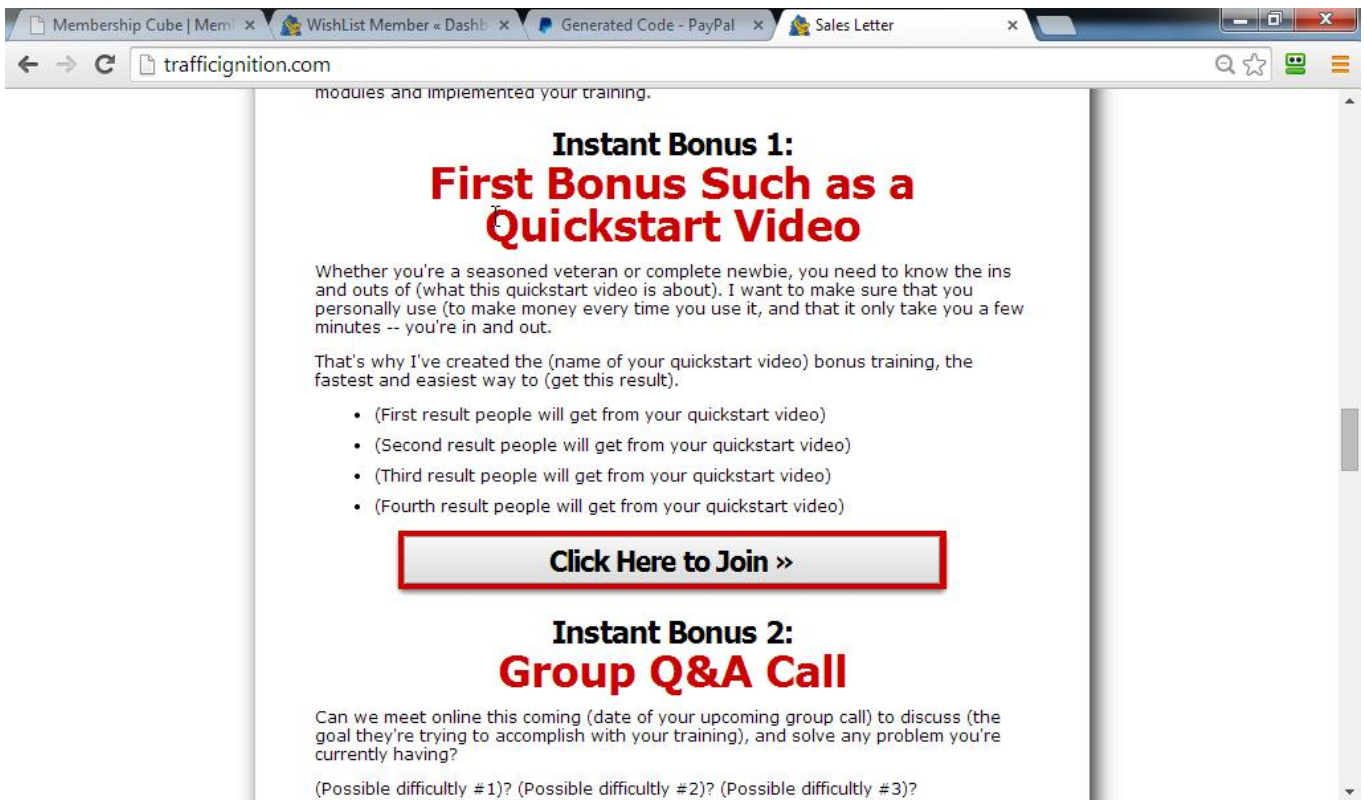 Membership Cube | Mem
WishList Member « Dashb
Generated Code - PayPal
Sales Letter
trafficignition.com
modules and implemented your training.
Instant Bonus 1:
First Bonus Such as a
Quickstart Video
Whether you're a seasoned veteran or complete newbie, you need to know the ins
and outs of (what this quickstart video is about). I want to make sure that you
personally use (to make money every time you use it, and that it only take you a few
minutes -- you're in and out.
That's why I've created the (name of your quickstart video) bonus training, the
fastest and easiest way to (get this result).
• (First result people will get from your quickstart video)
• (Second result people will get from your quickstart video)
• (Third result people will get from your quickstart video)
• (Fourth result people will get from your quickstart video)
Click Here to Join »
Instant Bonus 2:
Group Q&A Call
Can we meet online this coming (date of your upcoming group call) to discuss (the
goal they're trying to accomplish with your training), and solve any problem you're
currently having?
(Possible difficultly #1)? (Possible difficultly #2)? (Possible difficultly #3)?